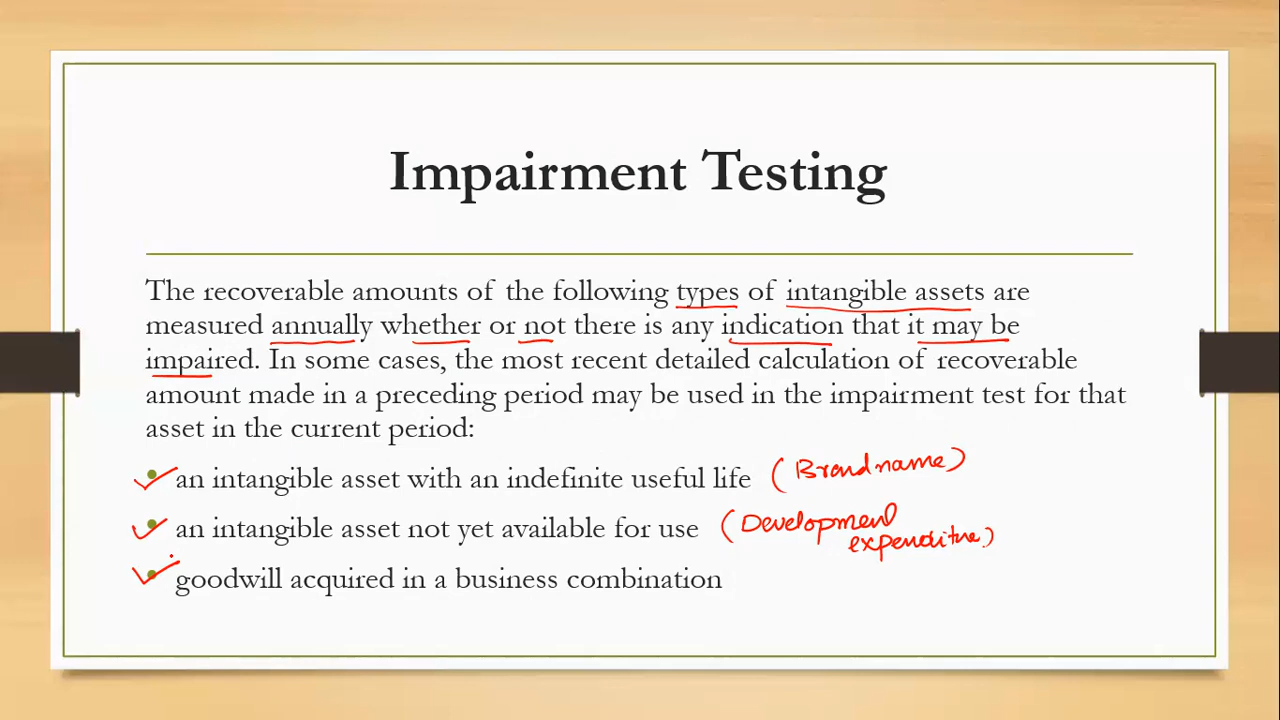 Impairment Testing
The recoverable amounts of the following types of intangible assets are
measured annually whether or not there is any indication that it may be
impaired. In some cases, the most recent detailed calculation of recoverable
amount made in a preceding period may be used in the impairment test for that
asset in the current period:
an intangible asset with an indefinite useful life (Brand name)
an intangible asset not yet available for use (Development
expenditure.)
goodwill acquired in a business combination